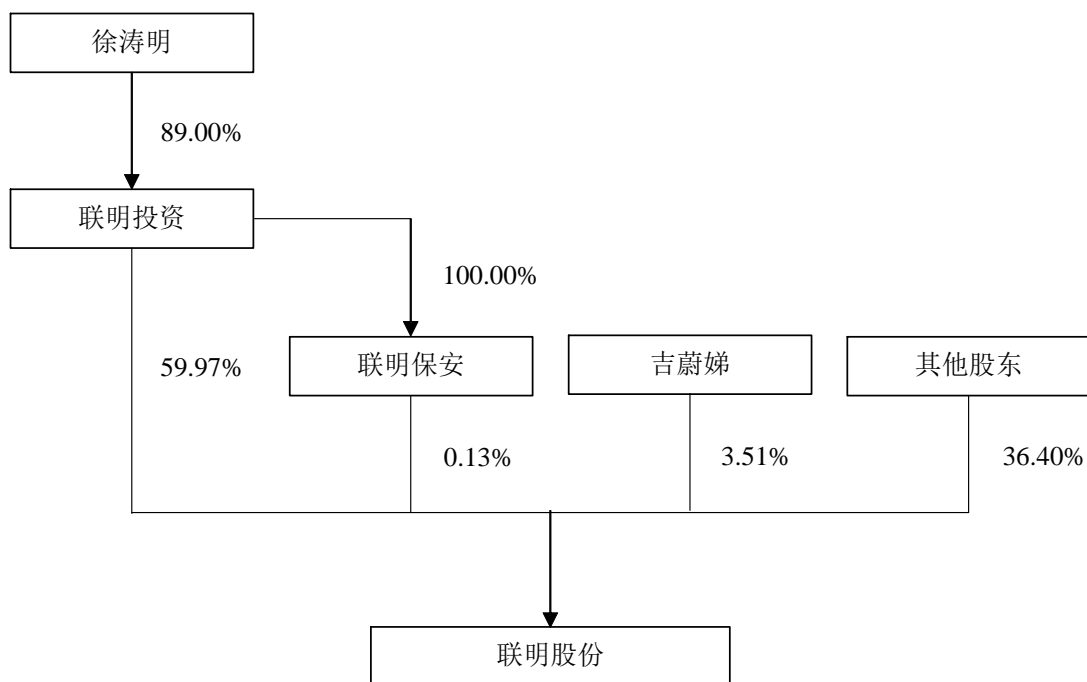 徐涛明
89.00%
联明投资
100.00%
59.97%
联明保安
吉蔚娣
其他股东
0.13%
3.51%
36.40%
联明股份